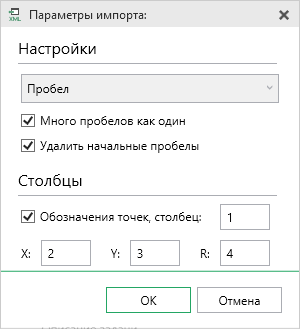 XML Параметры импорта:
Настройки
Пробел
Много пробелов как один
Удалить начальные пробелы
Столбцы
Обозначения точек, столбец: 1
X: 2 Y: 3 R: 4
OK Отмена